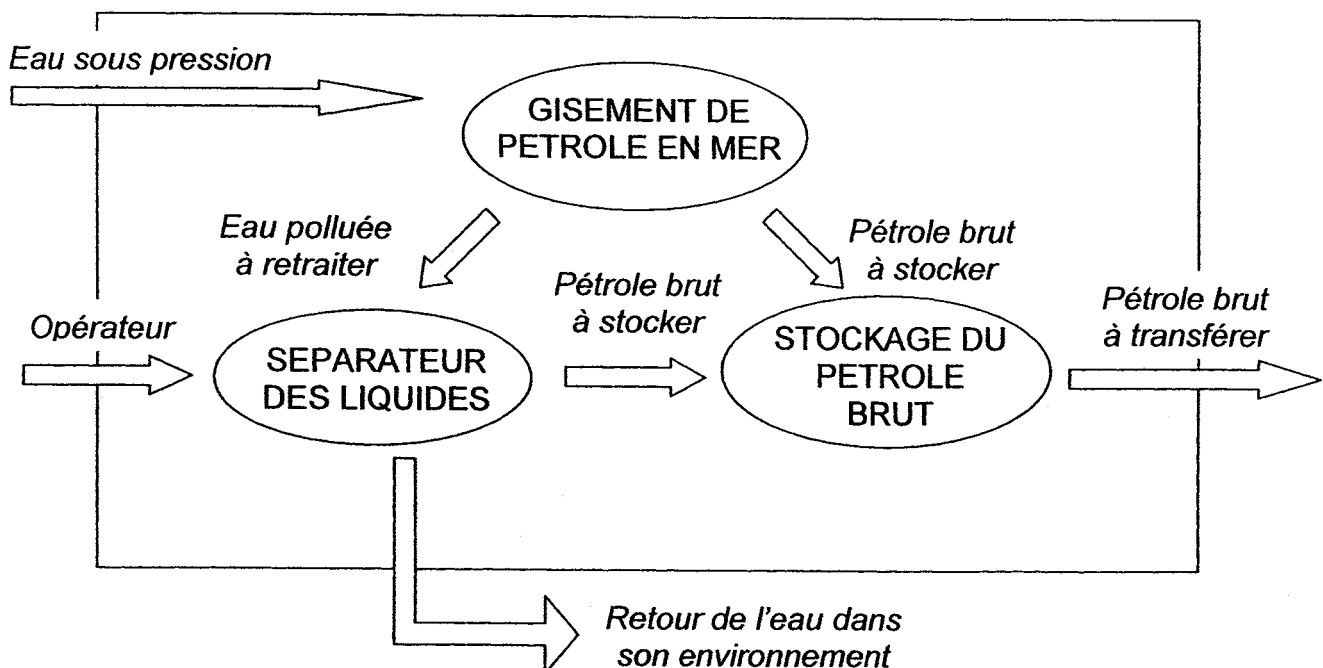 Eau sous pression
GISEMENT DE
PETROLE EN MER
Eau polluée
à retraiter
Pétrole brut
à stocker
Pétrole brut
à stocker
Pétrole brut
à transférer
Opérateur
SEPARATEUR
DES LIQUIDES
STOCKAGE DU
PETROLE
BRUT
Retour de l'eau dans
son environnement